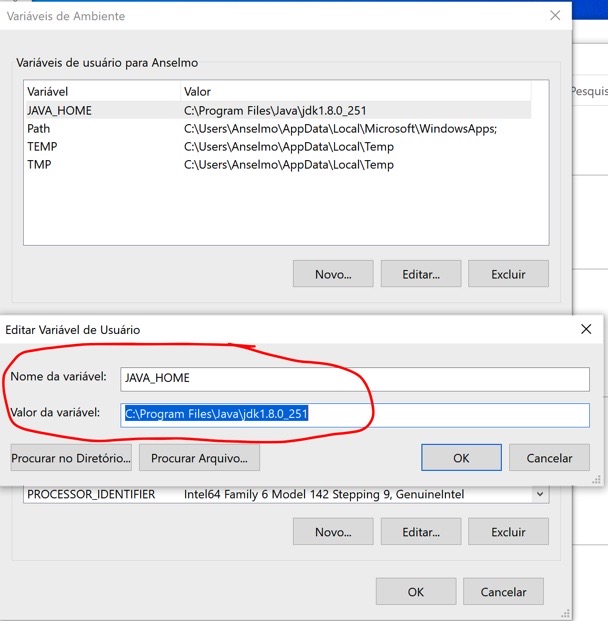 Variáveis de Ambiente
Variáveis de usuário para Anselmo
Pesquis
Variável Valor
JAVA_HOME C:\Program Files\Java\jdk1.8.0_251
Path C:\Users\Anselmo\AppData\Local\Microsoft\WindowsApps;
TEMP C:\Users\Anselmo\AppData\Local\Temp
TMP C:\Users\Anselmo\AppData\Local\Temp
Novo... Editar... Excluir
Editar Variável de Usuário
Nome da variável: JAVA_HOME
Valor da variável: C:\Program Files\Java\jdk1.8.0_251
Procurar no Diretório... Procurar Arquivo... OK Cancelar
PROCESSOR_IDENTIFIER Intel64 Family 6 Model 142 Stepping 9, GenuineIntel
Novo... Editar... Excluir
OK Cancelar